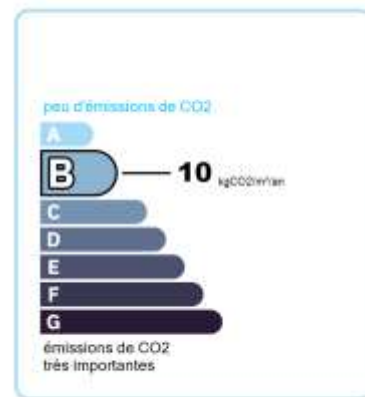 peu d'émissions de CO2
A
B 10 kgCO2/m²/an
C
D
E
F
G
émissions de CO2
très importantes